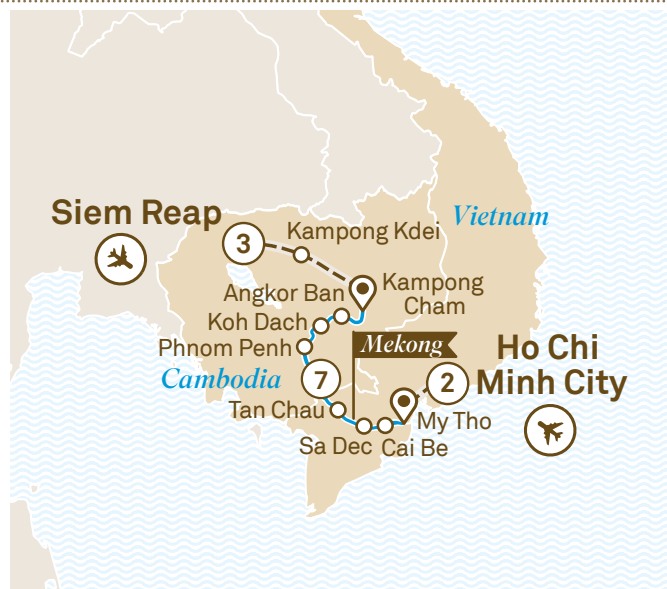 Siem Reap
Vietnam
3
Kampong Kdei
Angkor Ban
Kampong
Cham
Koh Dach
Phnom Penh
Mekong
Ho Chi
Minh City
Cambodia
7
2
Tan Chau
My Tho
Sa Dec
Cai Be